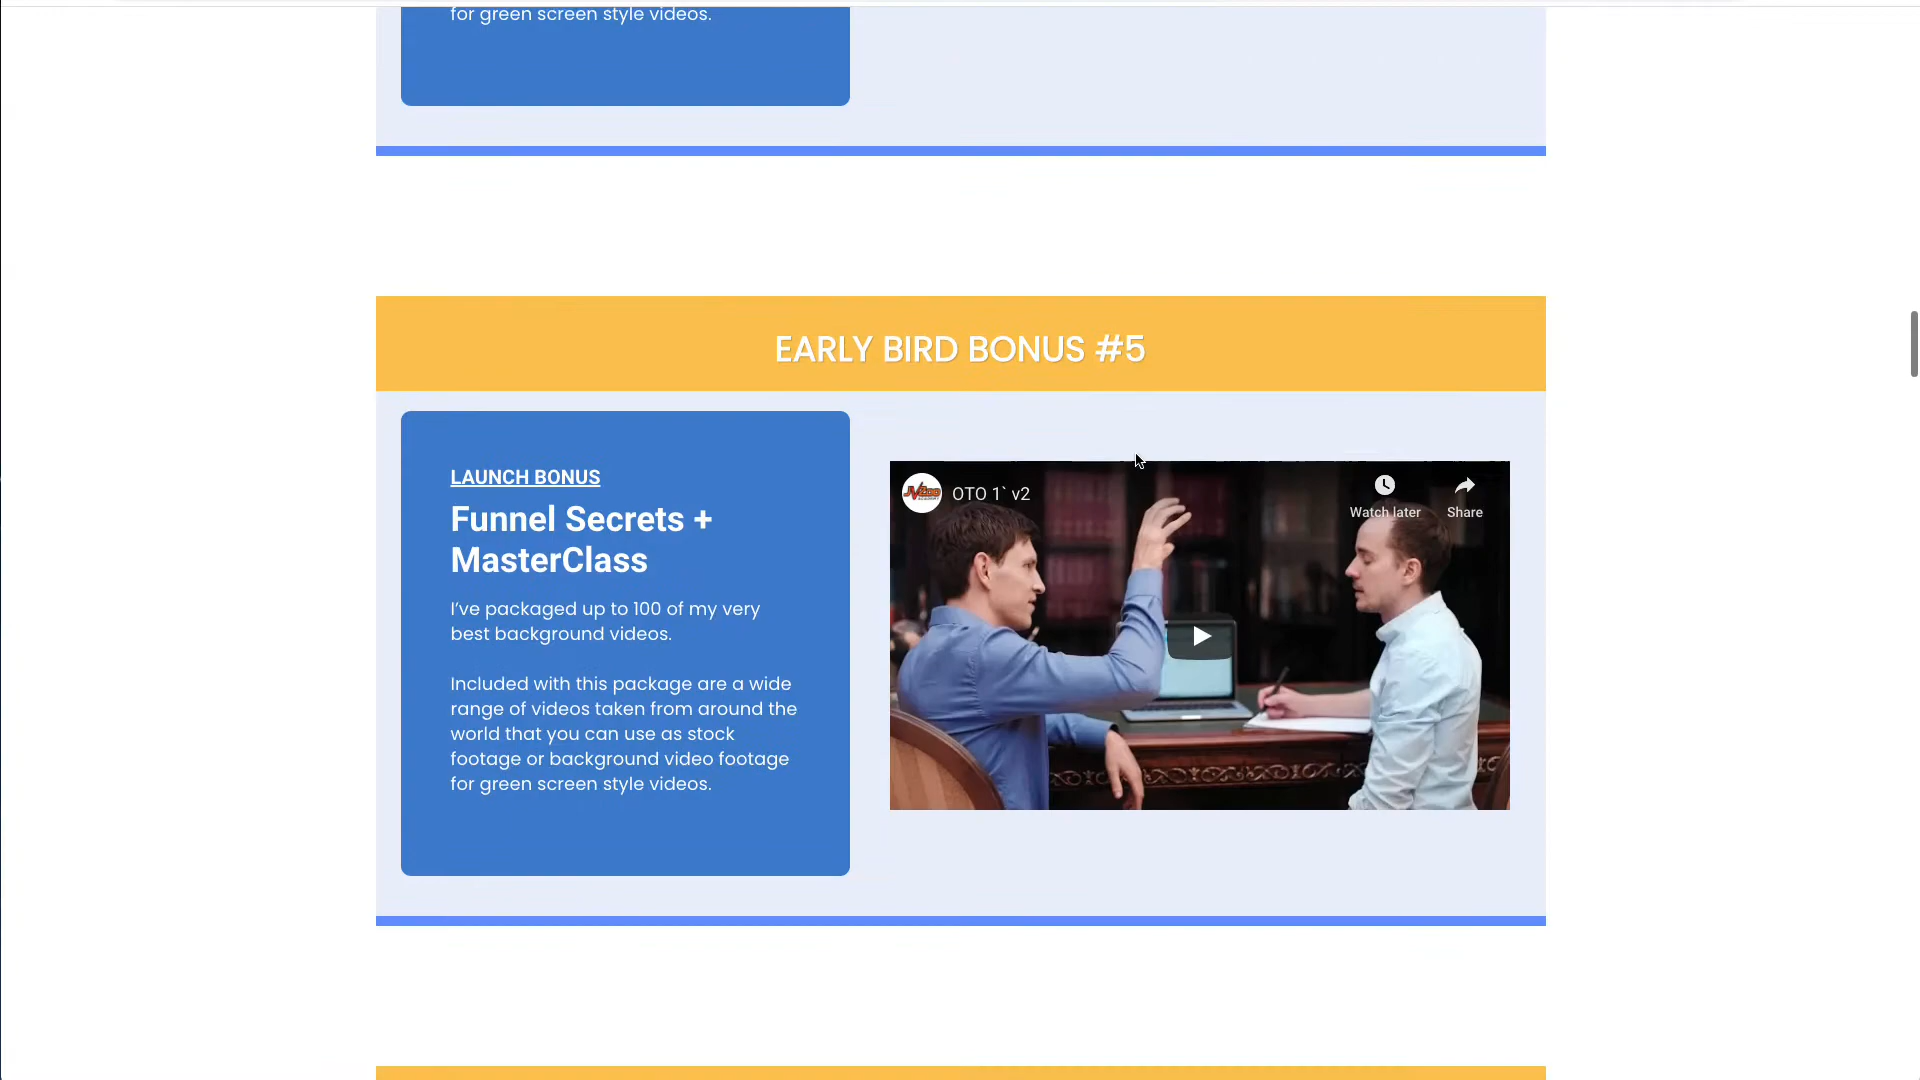 for green screen style videos.
EARLY BIRD BONUS #5
LAUNCH BONUS
Funnel Secrets +
MasterClass
I’ve packaged up to 100 of my very
best background videos.
Included with this package are a wide
range of videos taken from around the
world that you can use as stock
footage or background video footage
for green screen style videos.
OTO 1` v2
Watch later
Share